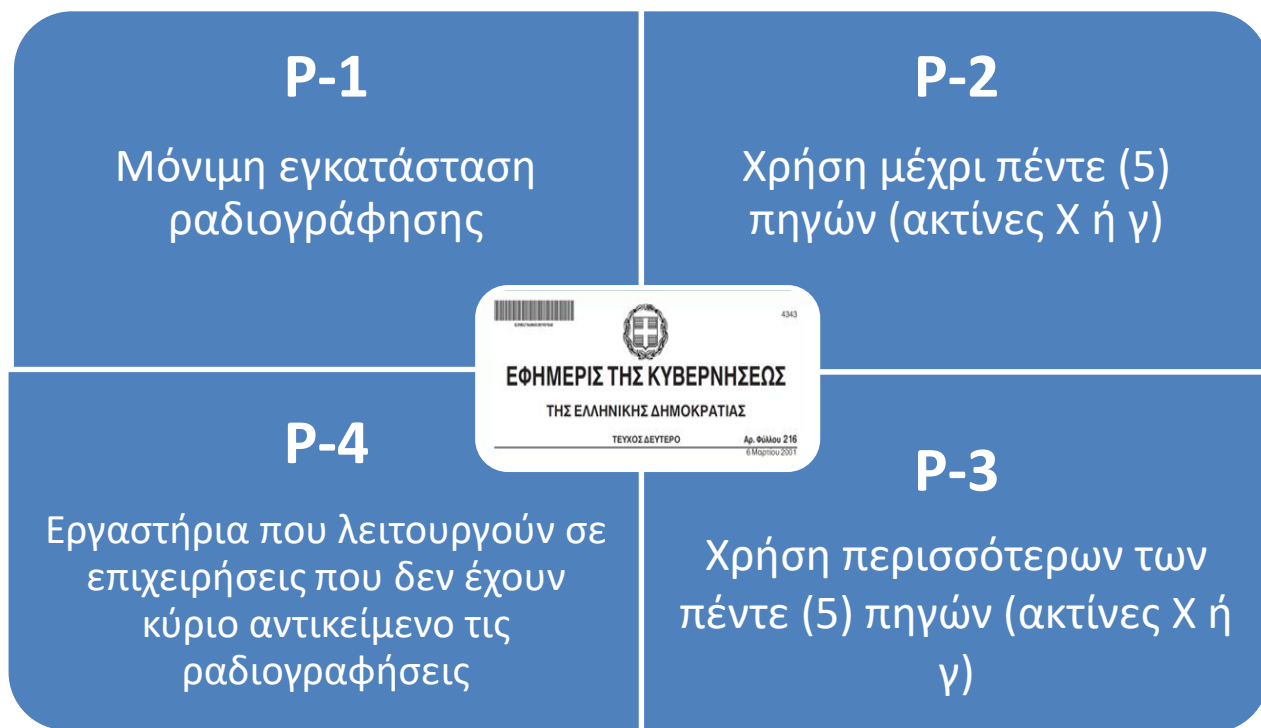 Ρ-1
Μόνιμη εγκατάσταση
ραδιογράφησης
Ρ-2
Χρήση μέχρι πέντε (5)
πηγών (ακτίνες Χ ή γ)
4343
ΕΦΗΜΕΡΙΣ ΤΗΣ ΚΥΒΕΡΝΗΣΕΩΣ
ΤΗΣ ΕΛΛΗΝΙΚΗΣ ΔΗΜΟΚΡΑΤΙΑΣ
ΤΕΥΧΟΣ ΔΕΥΤΕΡΟ Αρ. Φύλλου 216
6 Μαρτίου 2001
Ρ-4
Εργαστήρια που λειτουργούν σε
επιχειρήσεις που δεν έχουν
κύριο αντικείμενο τις
ραδιογραφήσεις
Ρ-3
Χρήση περισσότερων των
πέντε (5) πηγών (ακτίνες Χ ή
γ)